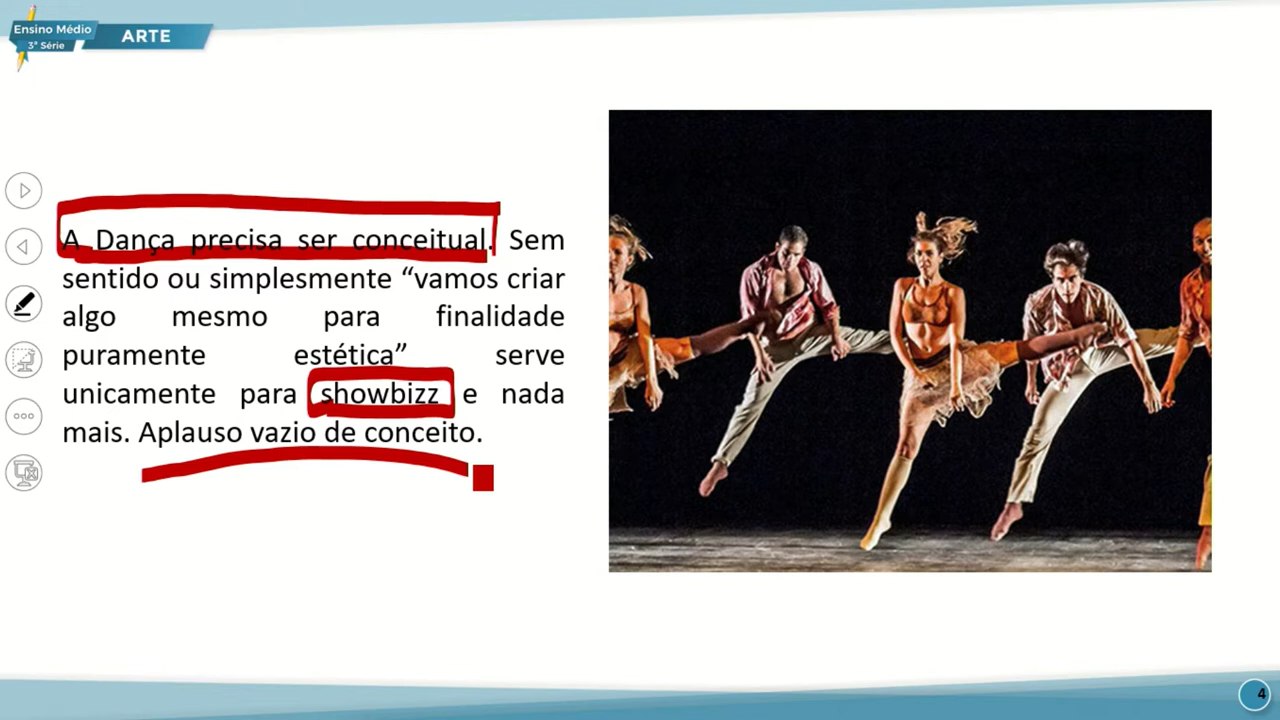 Ensino Médio
3ª Série
ARTE
A Dança precisa ser conceitual. Sem
sentido ou simplesmente “vamos criar
algo mesmo para finalidade
puramente estética” serve
unicamente para showbizz e nada
mais. Aplauso vazio de conceito.
4